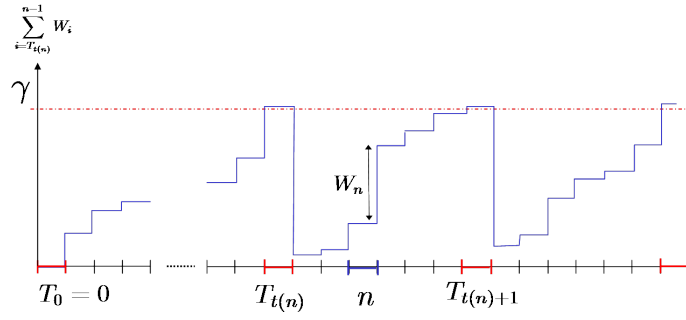 n−1
∑ W_i
i=T_{t(n)}
γ
W_n
T_0 = 0
T_{t(n)}
n
T_{t(n)+1}